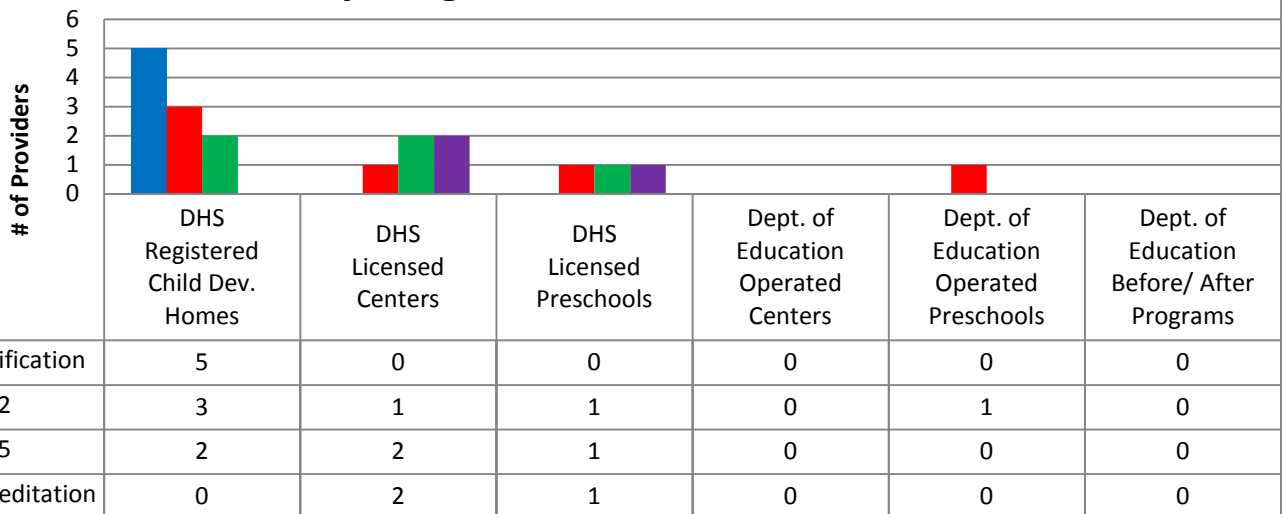 6
5
4
3
2
1
0
# of Providers
DHS
Registered
Child Dev.
Homes
DHS
Licensed
Centers
DHS
Licensed
Preschools
Dept. of
Education
Operated
Centers
Dept. of
Education
Operated
Preschools
Dept. of
Education
Before/ After
Programs
ification 5 0 0 0 0 0
2 3 1 1 0 1 0
5 2 2 1 0 0 0
editation 0 2 1 0 0 0